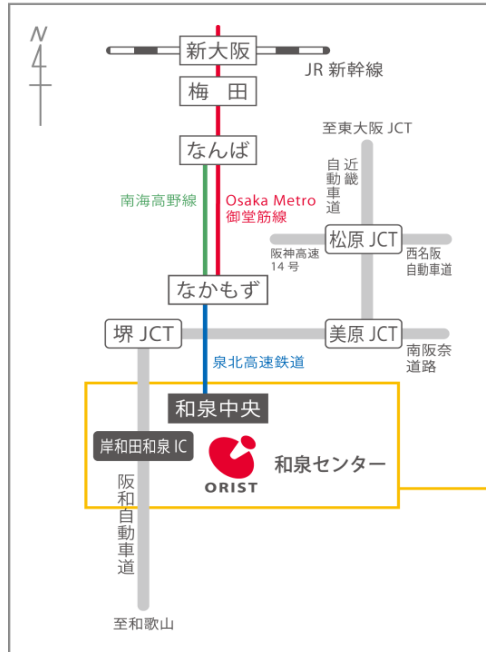 N
新大阪
JR 新幹線
梅田
至東大阪 JCT
なんば
近畿
自動車道
南海高野線
Osaka Metro
御堂筋線
松原 JCT
阪神高速
14 号
西名阪
自動車道
なかもず
堺 JCT
美原 JCT
南阪奈
道路
泉北高速鉄道
和泉中央
岸和田和泉 IC
和泉センター
ORIST
阪和自動車道
至和歌山